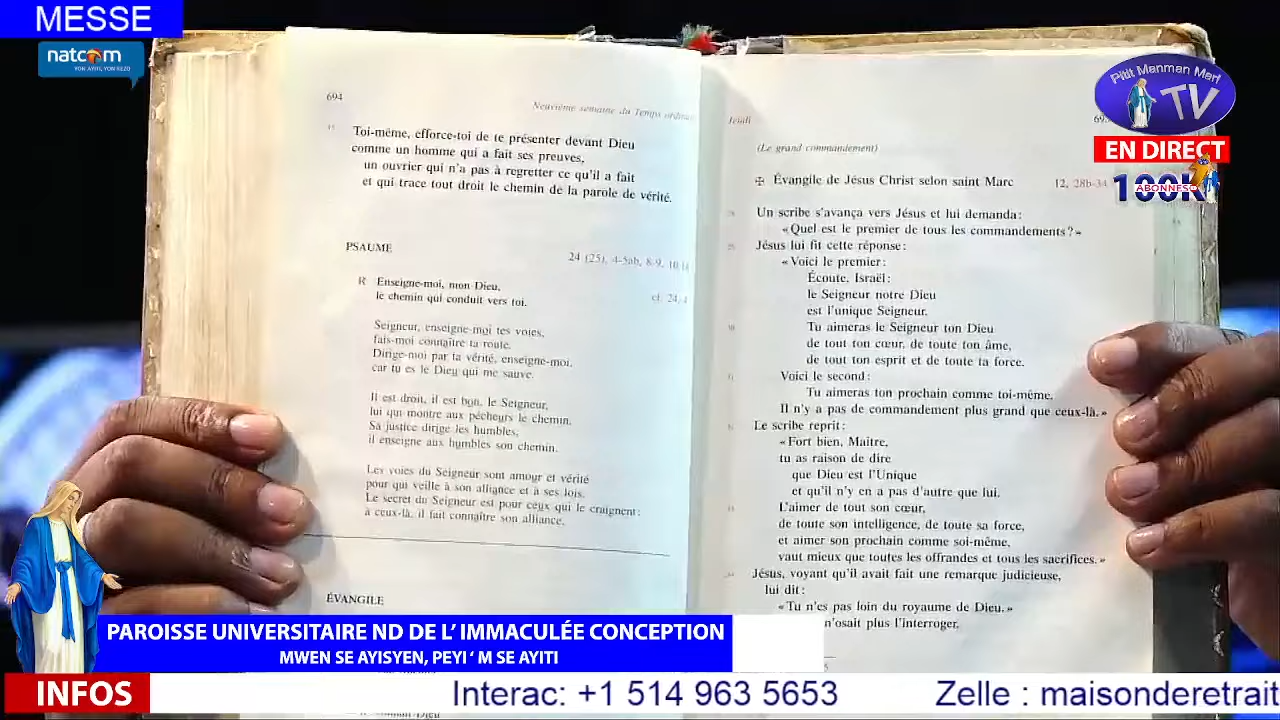 MESSE
natcom
YON AYITI, YON REZO
Ptit Manman Mari
TV
EN DIRECT
100K
ABONNES
694
Neuvième semaine du Temps
15 Toi-même, efforce-toi de te présenter devant Dieu
comme un homme qui a fait ses preuves,
un ouvrier qui n'a pas à regretter ce qu'il a fait
et qui trace tout droit le chemin de la parole de vérité.
PSAUME
24 (25), 4-5ab, 8-9, 10.14
R Enseigne-moi, mon Dieu,
le chemin qui conduit vers toi.
cf. 24, 4
Seigneur, enseigne-moi tes voies,
fais-moi connaître ta route.
Dirige-moi par ta vérité, enseigne-moi,
car tu es le Dieu qui me sauve.
Il est droit, il est bon, le Seigneur,
lui qui montre aux pécheurs le chemin.
Sa justice dirige les humbles,
il enseigne aux humbles son chemin.
Les voies du Seigneur sont amour et vérité
pour qui veille à son alliance et à ses lois.
Le secret du Seigneur est pour ceux qui le craignent :
à ceux-là, il fait connaître son alliance.
ÉVANGILE
Jeudi
(Le grand commandement)
✠ Évangile de Jésus Christ selon saint Marc
12, 28b-34
28 Un scribe s'avança vers Jésus et lui demanda :
« Quel est le premier de tous les commandements ? »
29 Jésus lui fit cette réponse :
« Voici le premier :
Écoute, Israël :
le Seigneur notre Dieu
est l'unique Seigneur.
30 Tu aimeras le Seigneur ton Dieu
de tout ton cœur, de toute ton âme,
de tout ton esprit et de toute ta force.
31 Voici le second :
Tu aimeras ton prochain comme toi-même.
Il n'y a pas de commandement plus grand que ceux-là. »
32 Le scribe reprit :
« Fort bien, Maître,
tu as raison de dire
que Dieu est l'Unique
et qu'il n'y en a pas d'autre que lui.
33 L'aimer de tout son cœur,
de toute son intelligence, de toute sa force,
et aimer son prochain comme soi-même,
vaut mieux que toutes les offrandes et tous les sacrifices. »
34 Jésus, voyant qu'il avait fait une remarque judicieuse,
lui dit :
« Tu n'es pas loin du royaume de Dieu. »
n'osait plus l'interroger.
PAROISSE UNIVERSITAIRE ND DE L' IMMACULÉE CONCEPTION
MWEN SE AYISYEN, PEYI ' M SE AYITI
INFOS
Interac: +1 514 963 5653
Zelle : maisonderetrait